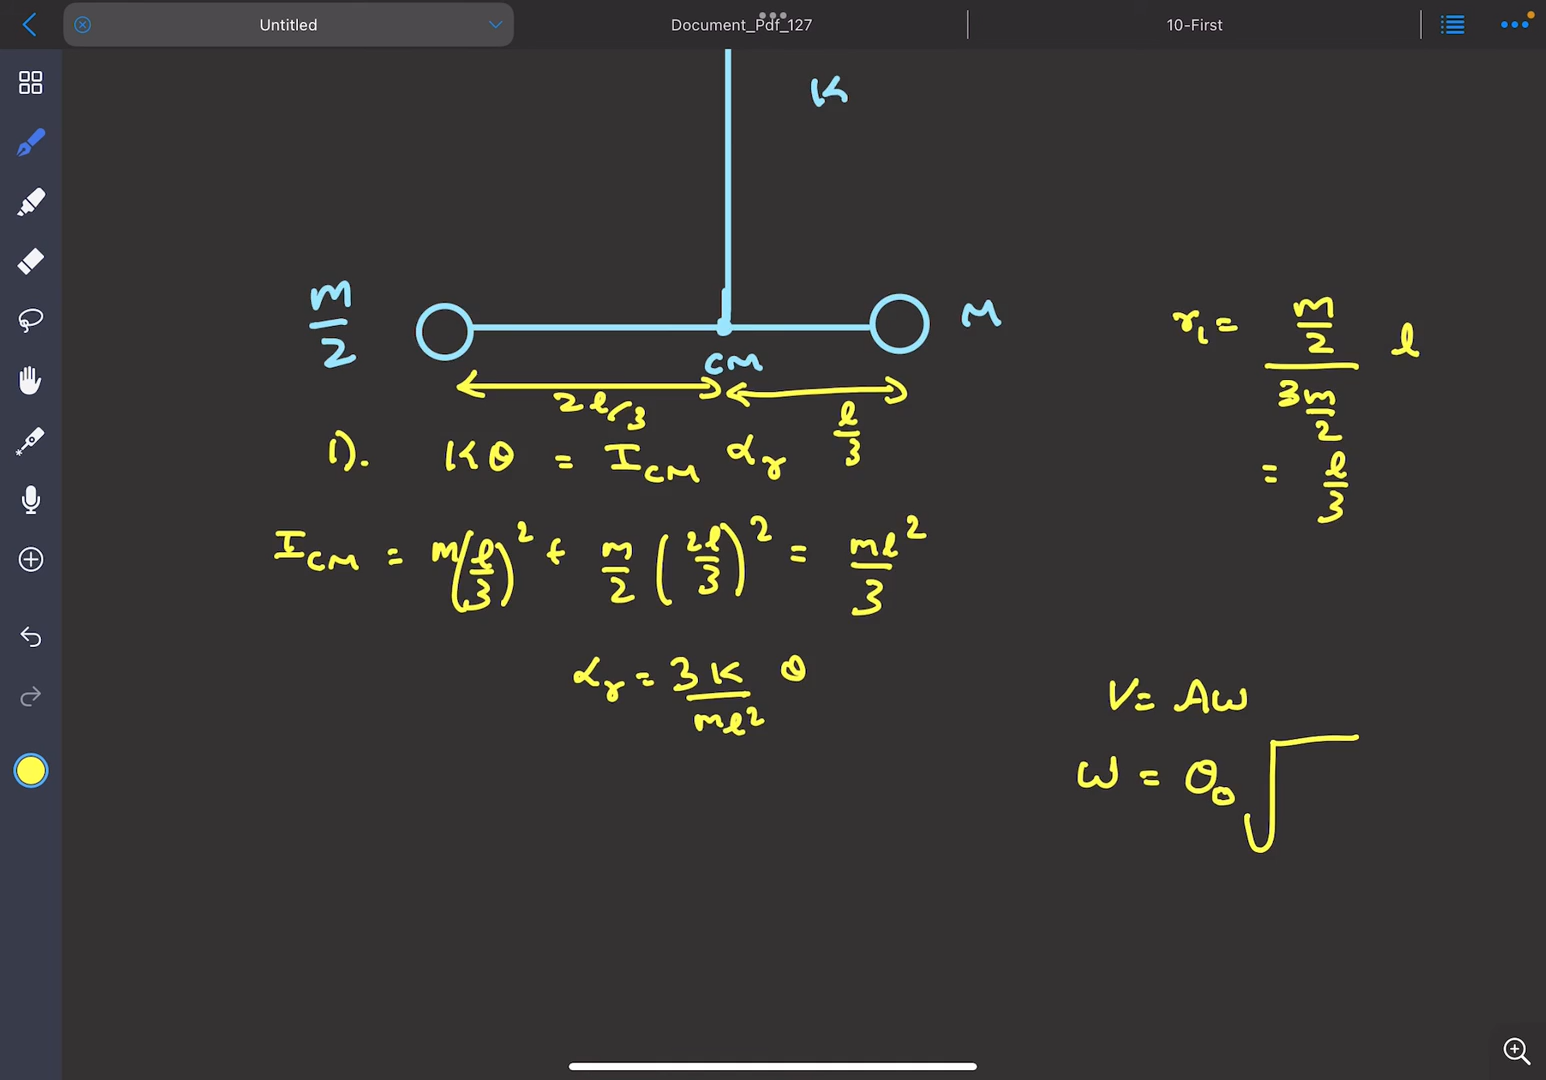 Untitled
Document_Pdf_127
10-First
K
m/2
M
CM
2l/3
l/3
r₁ = (m/2)/(3m/2) l
= l/3
1). Kθ = I_CM α_r
I_CM = m(l/3)² + m/2 (2l/3)² = ml²/3
α_r = 3K/ml² θ
V = Aω
ω = θ₀ √